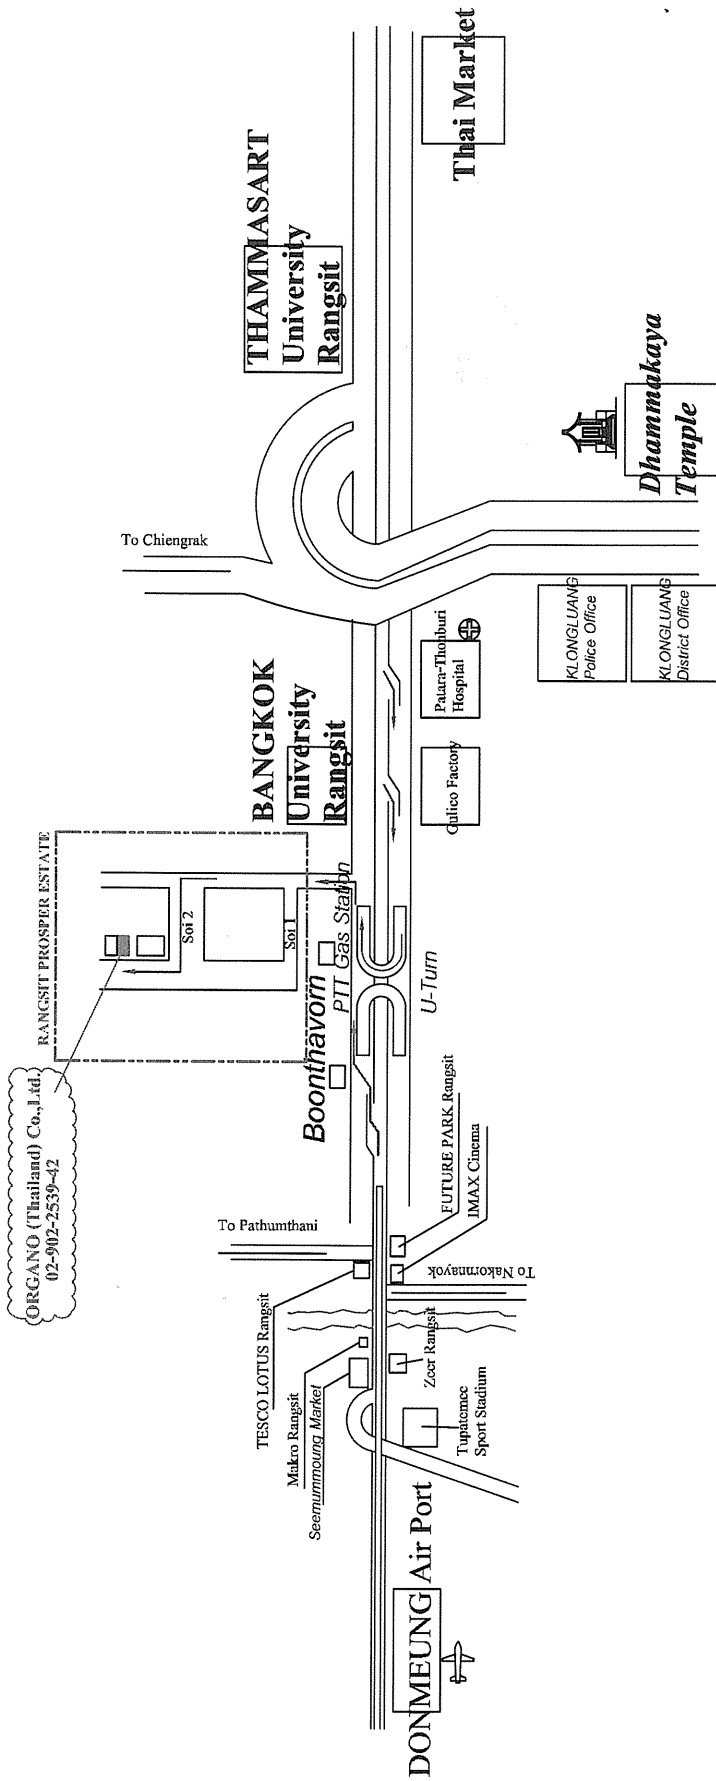 ORGANO (Thailand) Co.,Ltd.
02-902-2539-42
RANGSIT PROSPER ESTATE
Soi 2
Soi 1
To Chiengrak
THAMMASART
University
Rangsit
BANGKOK
University
Rangsit
Boonthavorn
PTT Gas Station
U-Turn
To Pathumthani
TESCO LOTUS Rangsit
Makro Rangsit
Seemummoung Market
DONMEUNG Air Port
Tupatemee
Sport Stadium
Zeer Rangsit
To Nakornnayok
IMAX Cinema
FUTURE PARK Rangsit
Gulico Factory
Patara-Thonburi
Hospital
KLONGLUANG
Police Office
KLONGLUANG
District Office
Dhammakaya
Temple
Thai Market